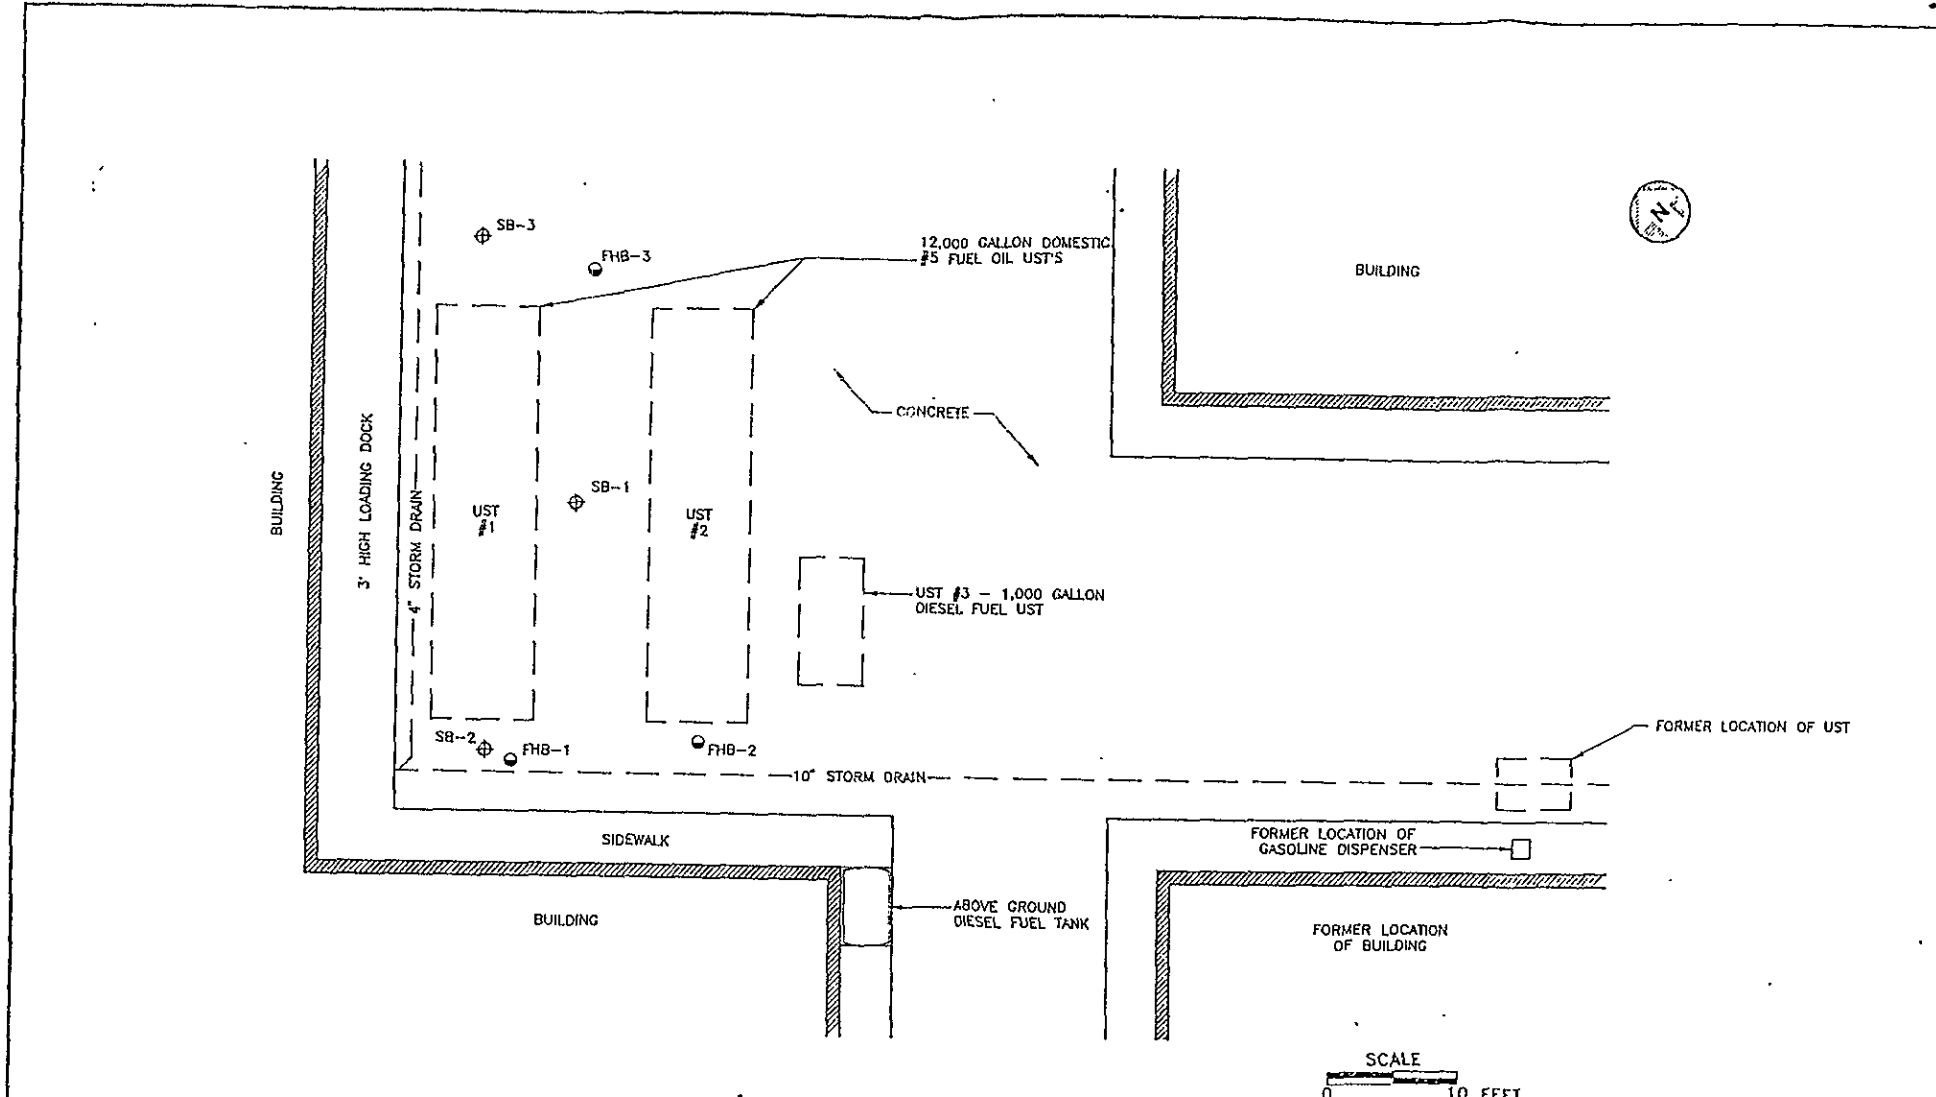 SB-3
FHB-3
12,000 GALLON DOMESTIC
#5 FUEL OIL UST'S
N
BUILDING
CONCRETE
BUILDING
3' HIGH LOADING DOCK
4" STORM DRAIN
UST
#1
SB-1
UST
#2
UST #3 - 1,000 GALLON
DIESEL FUEL UST
SB-2
FHB-1
FHB-2
10" STORM DRAIN
FORMER LOCATION OF UST
SIDEWALK
FORMER LOCATION OF
GASOLINE DISPENSER
BUILDING
ABOVE GROUND
DIESEL FUEL TANK
FORMER LOCATION
OF BUILDING
SCALE
0 10 FEET